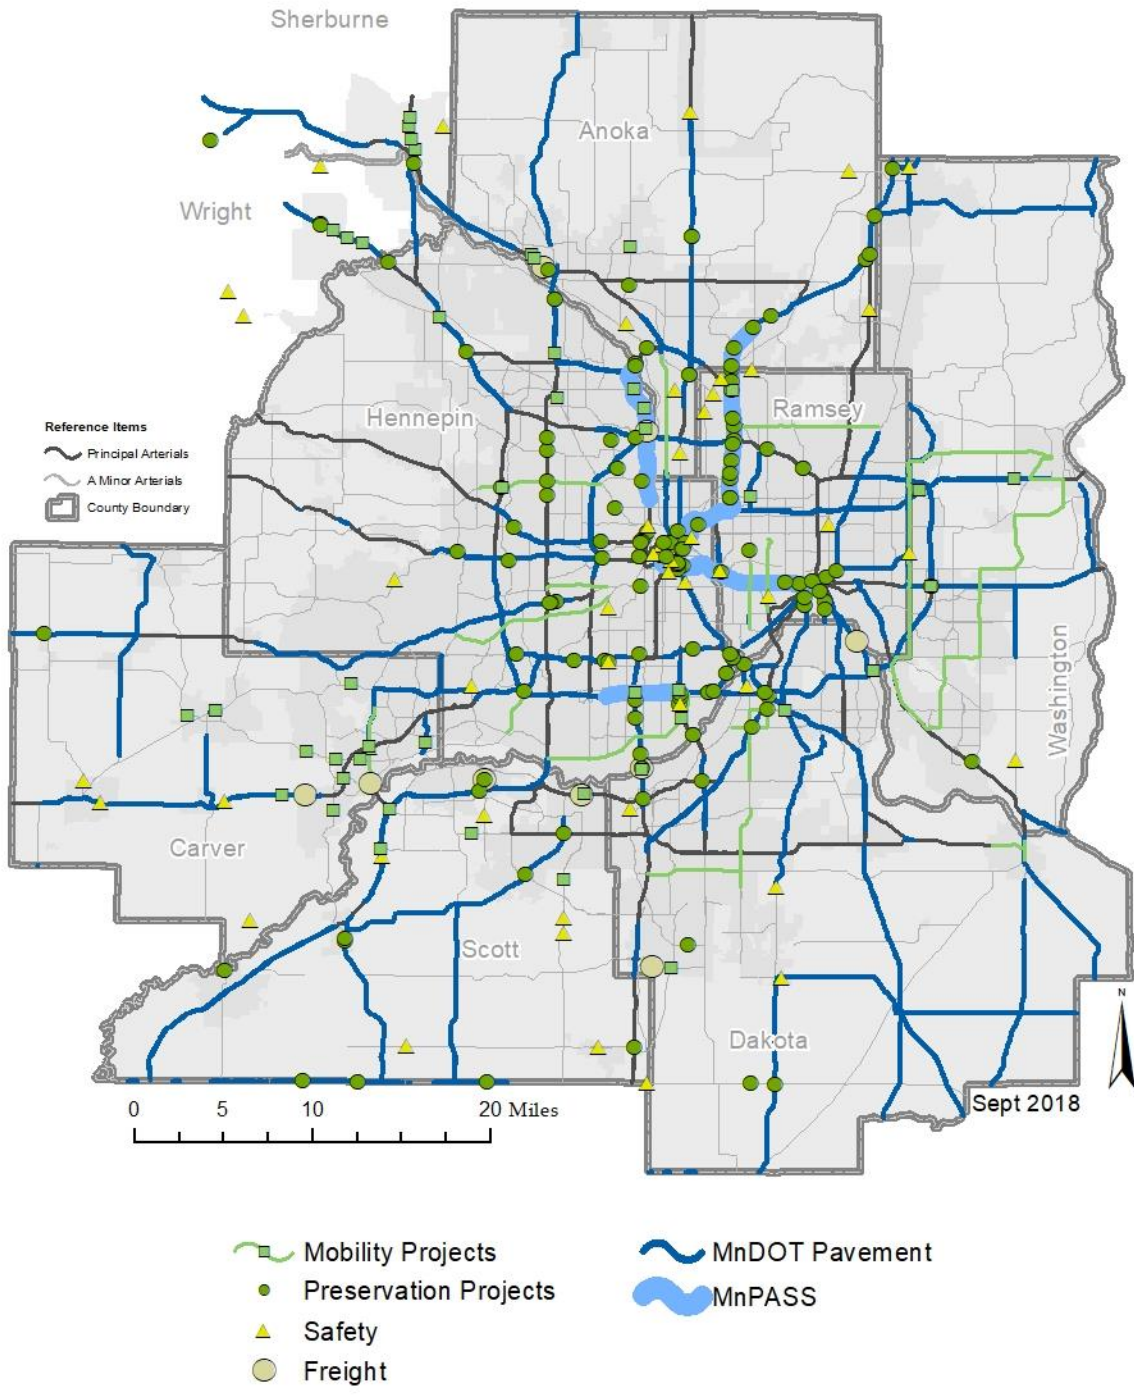 Sherburne
Anoka
Wright
Hennepin
Ramsey
Reference Items
Principal Arterials
A Minor Arterials
County Boundary
Washington
Carver
Scott
Dakota
N
Sept 2018
0 5 10 20 Miles
Mobility Projects
MnDOT Pavement
Preservation Projects
MnPASS
Safety
Freight